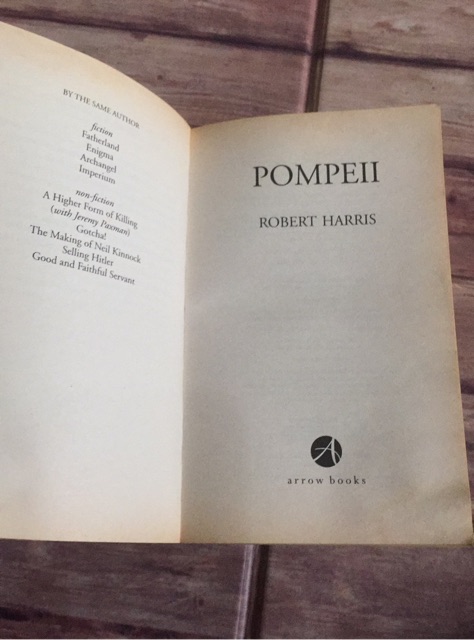 BY THE SAME AUTHOR
fiction
Fatherland
Enigma
Archangel
Imperium
non-fiction
A Higher Form of Killing
(with Jeremy Paxman)
Gotcha!
The Making of Neil Kinnock
Selling Hitler
Good and Faithful Servant
POMPEII
ROBERT HARRIS
A
arrow books